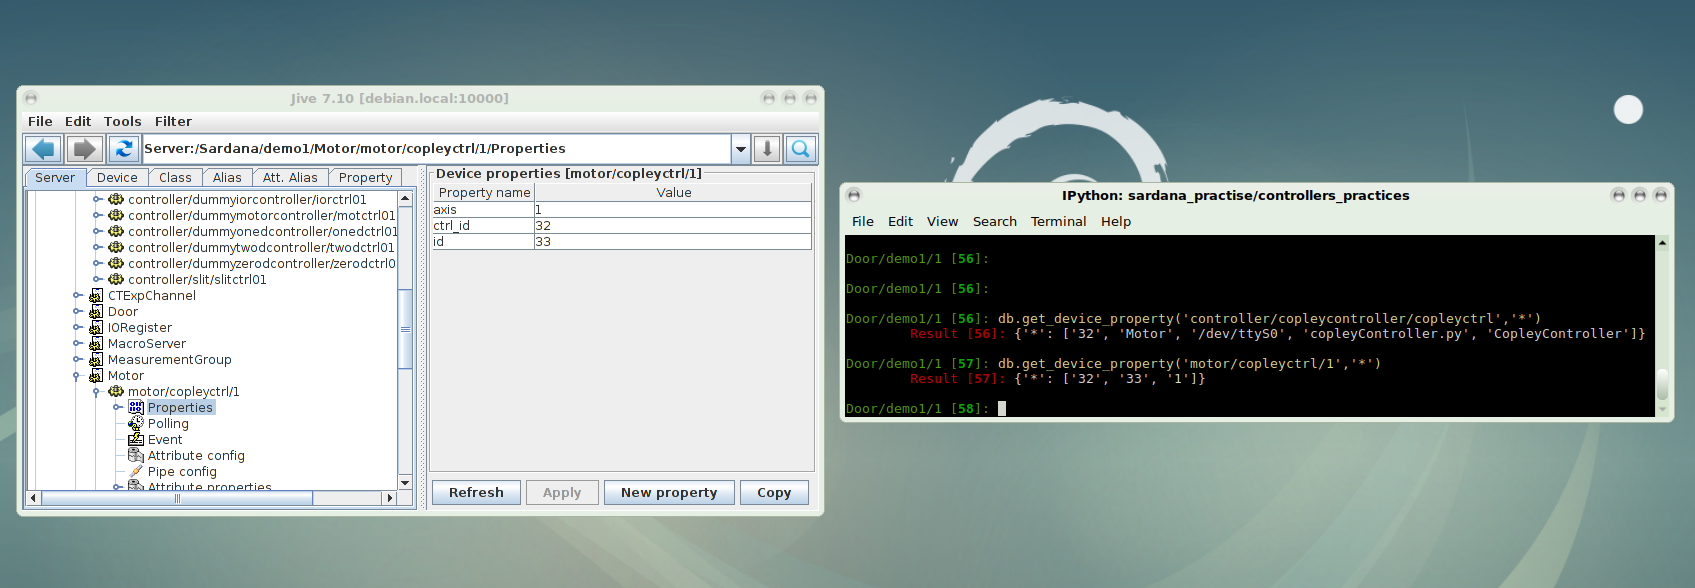 Jive 7.10 [debian.local:10000]
File Edit Tools Filter
Server:/Sardana/demo1/Motor/motor/copleyctrl/1/Properties
Server Device Class Alias Att. Alias Property
controller/dummyiorcontroller/iorctrl01
controller/dummymotorcontroller/motctrl01
controller/dummyonedcontroller/onedctrl01
controller/dummytwodcontroller/twodctrl01
controller/dummyzerodcontroller/zerodctrl0
controller/slit/slitctrl01
CTExpChannel
Door
IORegister
MacroServer
MeasurementGroup
Motor
motor/copleyctrl/1
Properties
Polling
Event
Attribute config
Pipe config
Attribute properties
Device properties [motor/copleyctrl/1]
Property name Value
axis 1
ctrl_id 32
id 33
Refresh Apply New property Copy
IPython: sardana_practise/controllers_practices
File Edit View Search Terminal Help
Door/demo1/1 [56]:
Door/demo1/1 [56]:
Door/demo1/1 [56]: db.get_device_property('controller/copleycontroller/copleyctrl','*')
Result [56]: {'*': ['32', 'Motor', '/dev/ttyS0', 'copleyController.py', 'CopleyController']}
Door/demo1/1 [57]: db.get_device_property('motor/copleyctrl/1','*')
Result [57]: {'*': ['32', '33', '1']}
Door/demo1/1 [58]: